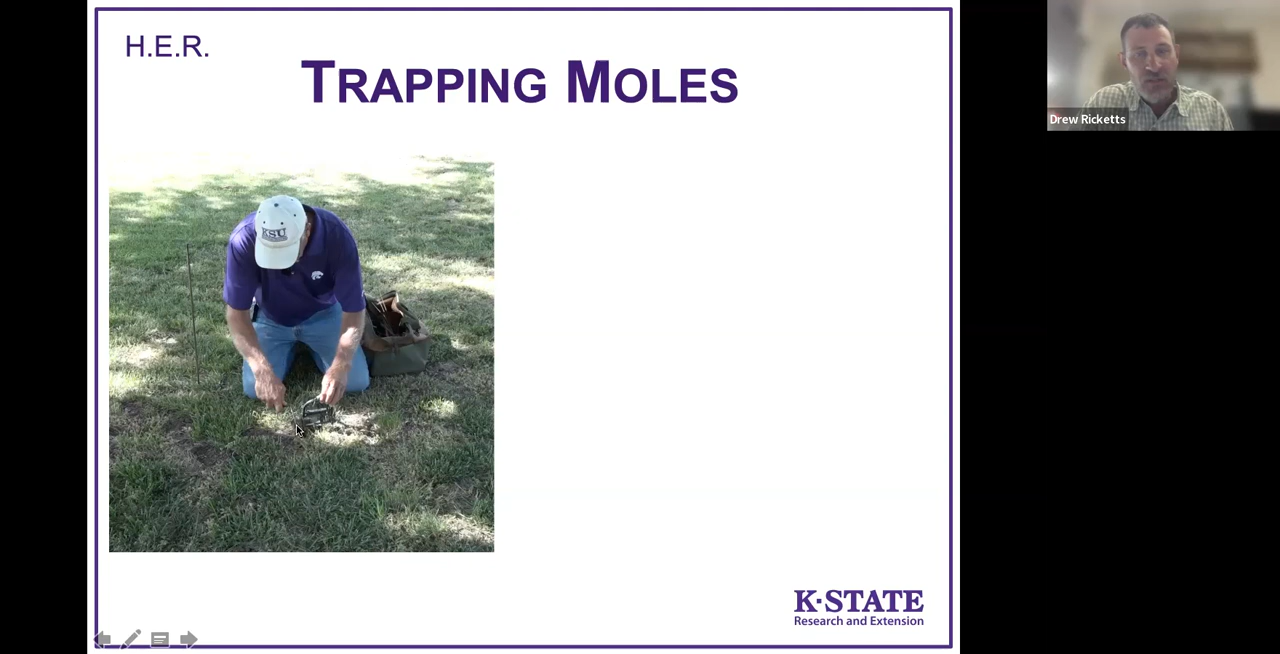 H.E.R.
TRAPPING MOLES
Drew Ricketts
KSU
K·STATE
Research and Extension